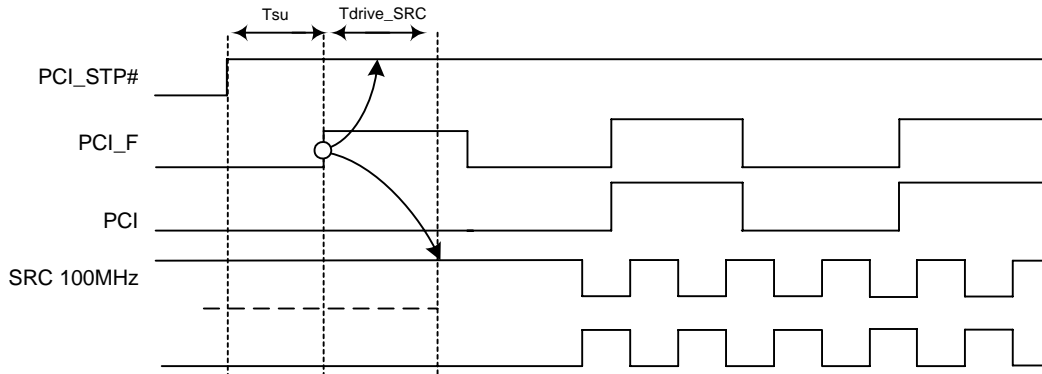 Tsu Tdrive_SRC
PCI_STP#
PCI_F
PCI
SRC 100MHz